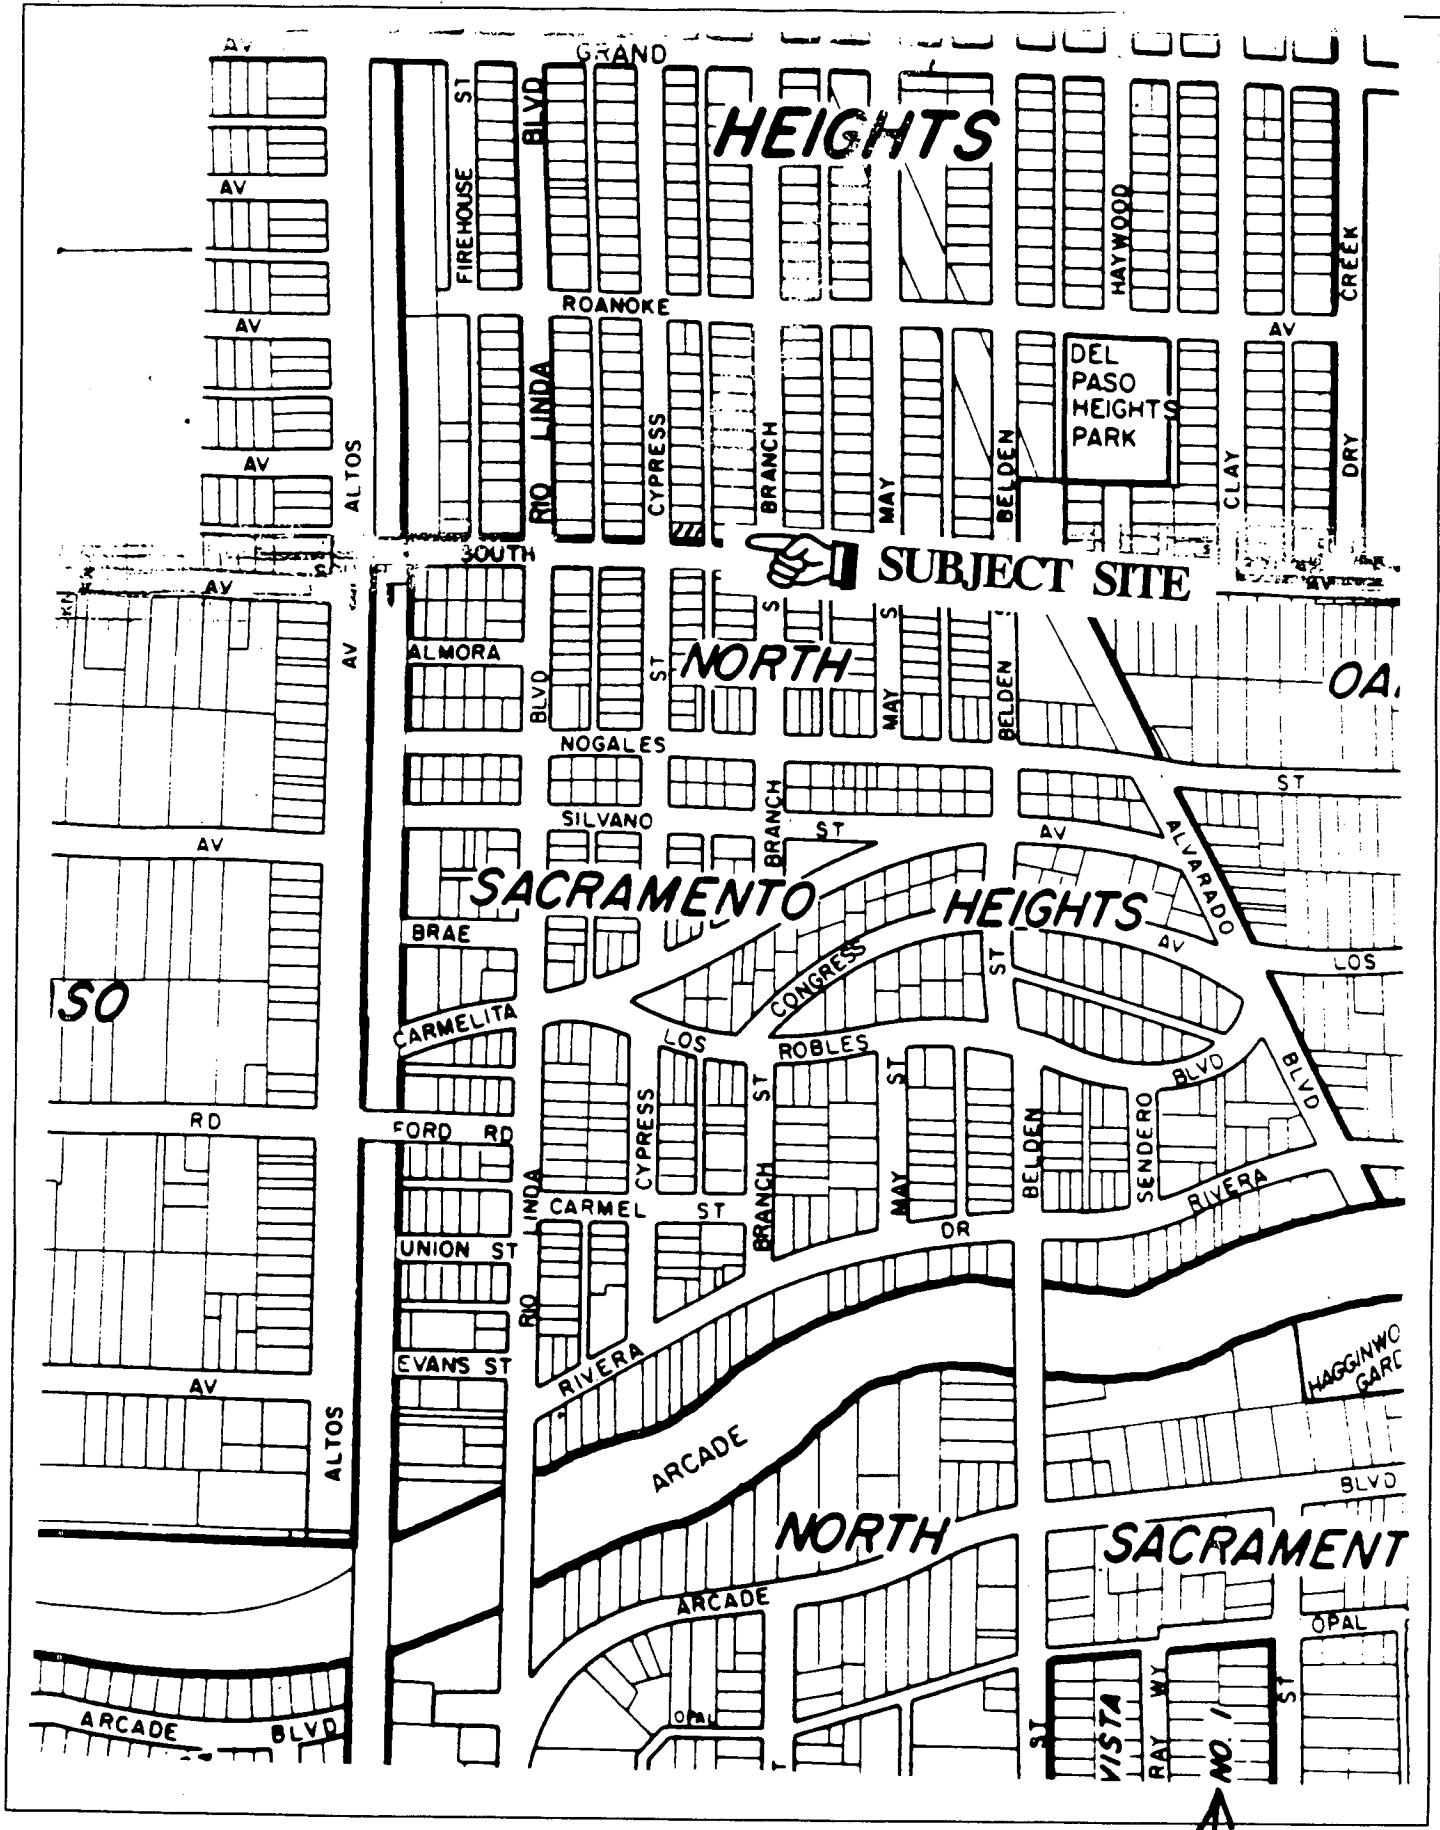 AV
GRAND
HEIGHTS
ST
BLVD
FIREHOUSE
AV
HAYWOOD
CREEK
ROANOKE
AV
AV
DEL
PASO
HEIGHTS
PARK
LINDA
ALTOS
AV
RIO
CYPRESS
BRANCH
MAY
BELDEN
CLAY
DRY
SOUTH
SUBJECT SITE
AV
AV
AV
ALMORA
BLVD
ST
NORTH
S
S
MAY
BELDEN
OA
NOGALES
ST
SILVANO
ST
BRANCH
AV
ALVARADO
AV
SACRAMENTO
HEIGHTS
BRAE
CONGRESS
ST
AV
LOS
SO
CARMELITA
LOS
ROBLES
BLVD
BLVD
ST
ST
RD
FORD RD
CYPRESS
BELDEN
SENDERO
LINDA
CARMEL ST
BRANCH
MAY
RIVERA
UNION ST
DR
RIO
EVANS ST
RIVERA
AV
HAGGINWO
GARD
ALTOS
ARCADE
BLVD
NORTH
SACRAMENT
ARCADE
OPAL
ARCADE BLVD
OPAL
T
ST
VISTA
RAY WY
NO. 1
ST